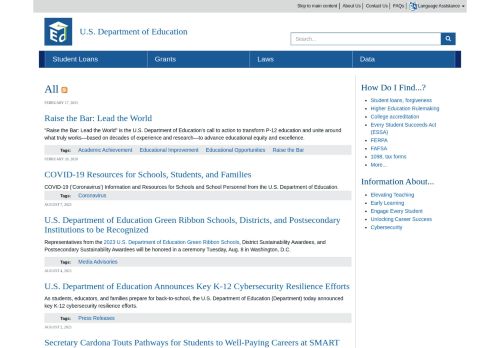 Skip to main content | About Us | Contact Us | FAQs | Language Assistance
U.S. Department of Education
Search...
Student Loans Grants Laws Data
All
FEBRUARY 17, 2021
Raise the Bar: Lead the World
"Raise the Bar: Lead the World" is the U.S. Department of Education's call to action to transform P-12 education and unite around
what truly works—based on decades of experience and research—to advance educational equity and excellence.
Tags: Academic Achievement Educational Improvement Educational Opportunities Raise the Bar
COVID-19 Resources for Schools, Students, and Families
COVID-19 ('Coronavirus') Information and Resources for Schools and School Personnel from the U.S. Department of Education.
Tags: Coronavirus
AUGUST 7, 2023
U.S. Department of Education Green Ribbon Schools, Districts, and Postsecondary
Institutions to be Recognized
Representatives from the 2023 U.S. Department of Education Green Ribbon Schools, District Sustainability Awardees, and
Postsecondary Sustainability Awardees will be honored in a ceremony Tuesday, Aug. 8 in Washington, D.C.
Tags: Media Advisories
AUGUST 4, 2023
U.S. Department of Education Announces Key K-12 Cybersecurity Resilience Efforts
As students, educators, and families prepare for back-to-school, the U.S. Department of Education (Department) today announced
key K-12 cybersecurity resilience efforts.
Tags: Press Releases
AUGUST 2, 2023
Secretary Cardona Touts Pathways for Students to Well-Paying Careers at SMART
How Do I Find...?
Student loans, forgiveness
Higher Education Rulemaking
College accreditation
Every Student Succeeds Act
(ESSA)
FERPA
FAFSA
1098, tax forms
More...
Information About...
Elevating Teaching
Early Learning
Engage Every Student
Unlocking Career Success
Cybersecurity